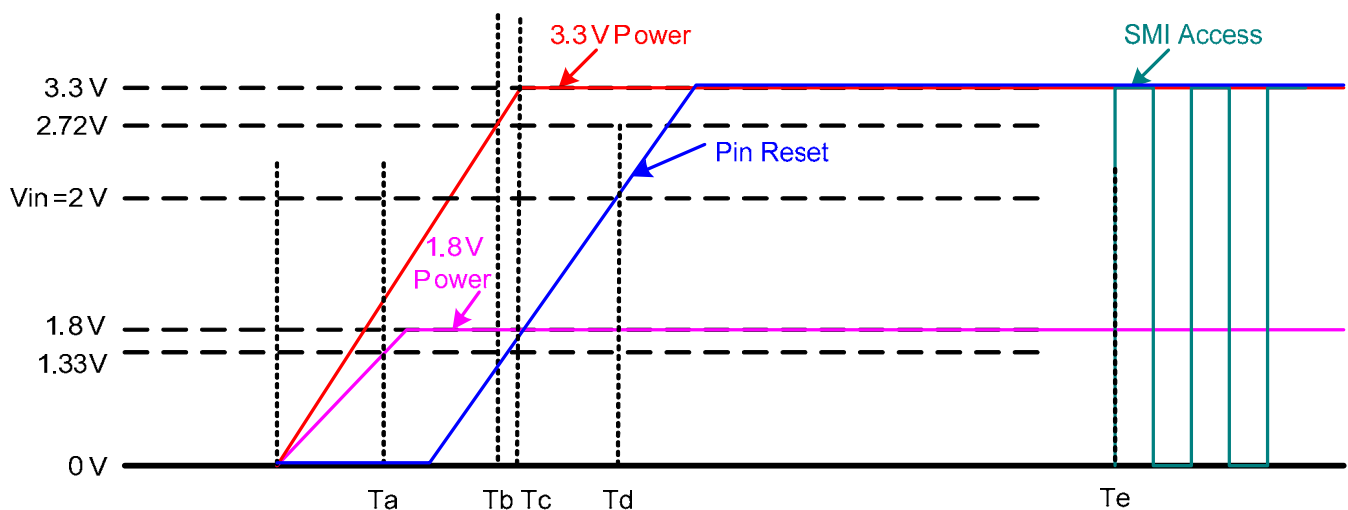 3.3 V Power
SMI Access
3.3 V
2.72V
Pin Reset
Vin =2 V
1.8V
Power
1.8 V
1.33V
0 V
Ta
Tb
Tc
Td
Te